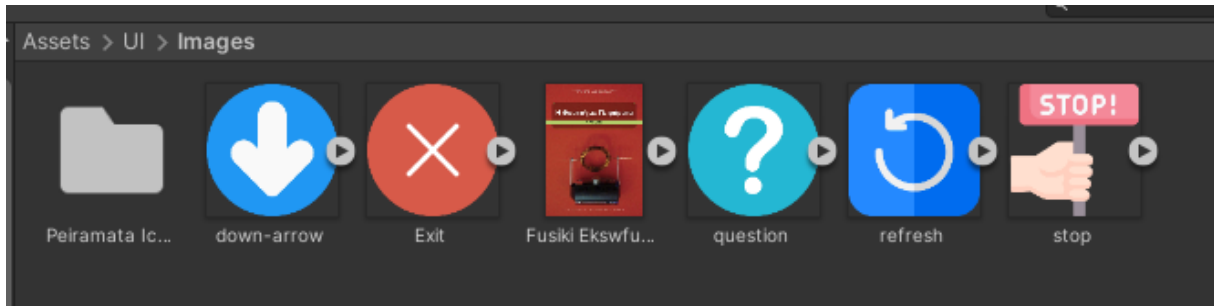 Assets > UI > Images
STOP!
Peiramata Ic...
down-arrow
Exit
Fusiki Ekswfu...
question
refresh
stop